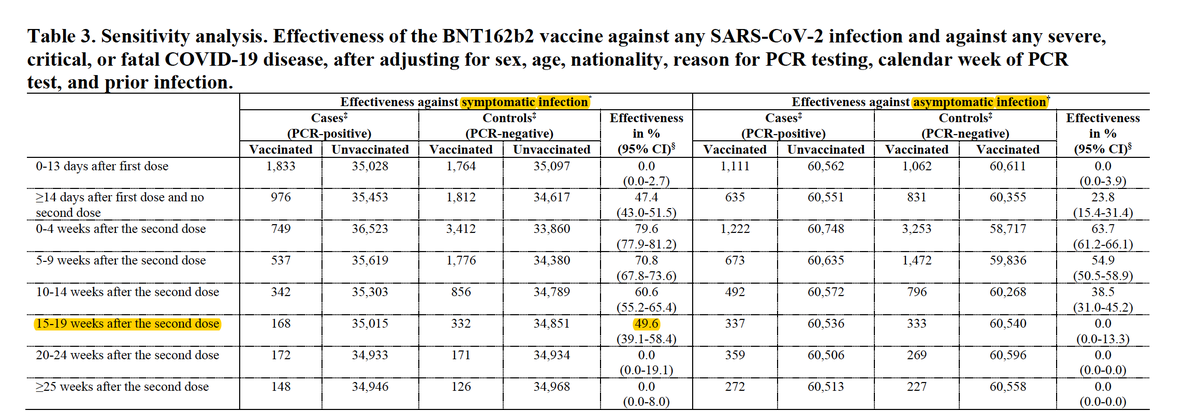 Table 3. Sensitivity analysis. Effectiveness of the BNT162b2 vaccine against any SARS-CoV-2 infection and against any severe,
critical, or fatal COVID-19 disease, after adjusting for sex, age, nationality, reason for PCR testing, calendar week of PCR
test, and prior infection.
Effectiveness against symptomatic infection* Effectiveness against asymptomatic infection†
Cases‡ (PCR-positive) Controls‡ (PCR-negative) Effectiveness in % (95% CI)§ Cases‡ (PCR-positive) Controls‡ (PCR-negative) Effectiveness in % (95% CI)§
Vaccinated Unvaccinated Vaccinated Unvaccinated Vaccinated Unvaccinated Vaccinated Vaccinated
0-13 days after first dose 1,833 35,028 1,764 35,097 0.0 (0.0-2.7) 1,111 60,562 1,062 60,611 0.0 (0.0-3.9)
≥14 days after first dose and no second dose 976 35,453 1,812 34,617 47.4 (43.0-51.5) 635 60,551 831 60,355 23.8 (15.4-31.4)
0-4 weeks after the second dose 749 36,523 3,412 33,860 79.6 (77.9-81.2) 1,222 60,748 3,253 58,717 63.7 (61.2-66.1)
5-9 weeks after the second dose 537 35,619 1,776 34,380 70.8 (67.8-73.6) 673 60,635 1,472 59,836 54.9 (50.5-58.9)
10-14 weeks after the second dose 342 35,303 856 34,789 60.6 (55.2-65.4) 492 60,572 796 60,268 38.5 (31.0-45.2)
15-19 weeks after the second dose 168 35,015 332 34,851 49.6 (39.1-58.4) 337 60,536 333 60,540 0.0 (0.0-13.3)
20-24 weeks after the second dose 172 34,933 171 34,934 0.0 (0.0-19.1) 359 60,506 269 60,596 0.0 (0.0-0.0)
≥25 weeks after the second dose 148 34,946 126 34,968 0.0 (0.0-8.0) 272 60,513 227 60,558 0.0 (0.0-0.0)